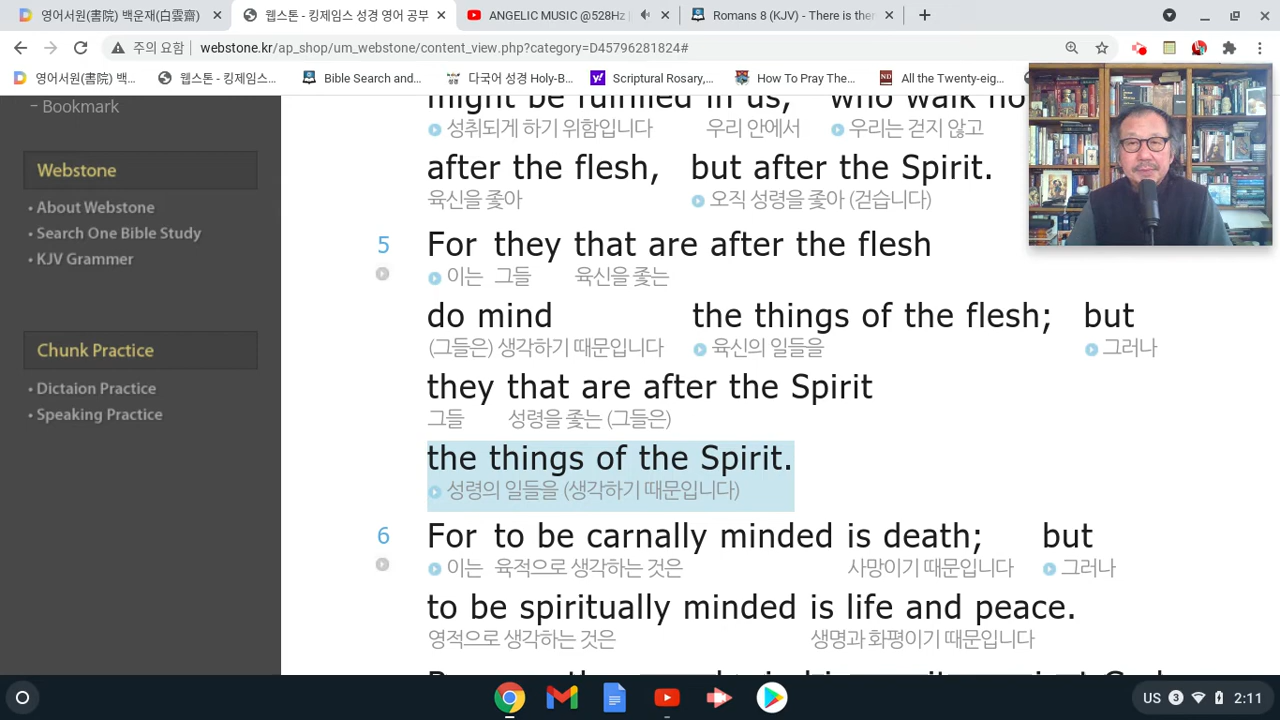 영어서원(書院) 백운재(白雲齋)
웹스톤 - 킹제임스 성경 영어 공부
ANGELIC MUSIC @528Hz
Romans 8 (KJV) - There is ther
주의 요함
webstone.kr/ap_shop/um_webstone/content_view.php?category=D45796281824#
영어서원(書院) 백...
웹스톤 - 킹제임스...
Bible Search and...
다국어 성경 Holy-B...
Scriptural Rosary,...
How To Pray The...
All the Twenty-eig...
- Bookmark
Webstone
• About Webstone
• Search One Bible Study
• KJV Grammer
Chunk Practice
• Dictaion Practice
• Speaking Practice
might be fulfilled in us, who walk no
성취되게 하기 위함입니다 우리 안에서 우리는 걷지 않고
after the flesh, but after the Spirit.
육신을 좇아 오직 성령을 좇아 (걷습니다)
5 For they that are after the flesh
이는 그들 육신을 좇는
do mind the things of the flesh; but
(그들은) 생각하기 때문입니다 육신의 일들을 그러나
they that are after the Spirit
그들 성령을 좇는 (그들은)
the things of the Spirit.
성령의 일들을 (생각하기 때문입니다)
6 For to be carnally minded is death; but
이는 육적으로 생각하는 것은 사망이기 때문입니다 그러나
to be spiritually minded is life and peace.
영적으로 생각하는 것은 생명과 화평이기 때문입니다
US 3 2:11